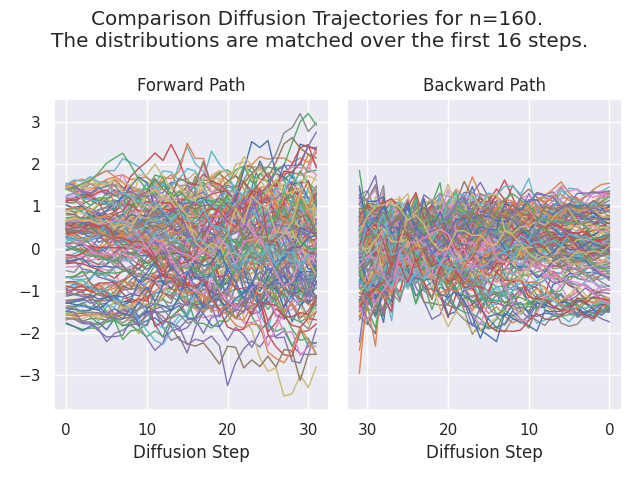 Comparison Diffusion Trajectories for n=160.
The distributions are matched over the first 16 steps.
Forward Path
Backward Path
3
2
1
0
−1
−2
−3
0 10 20 30
30 20 10 0
Diffusion Step
Diffusion Step